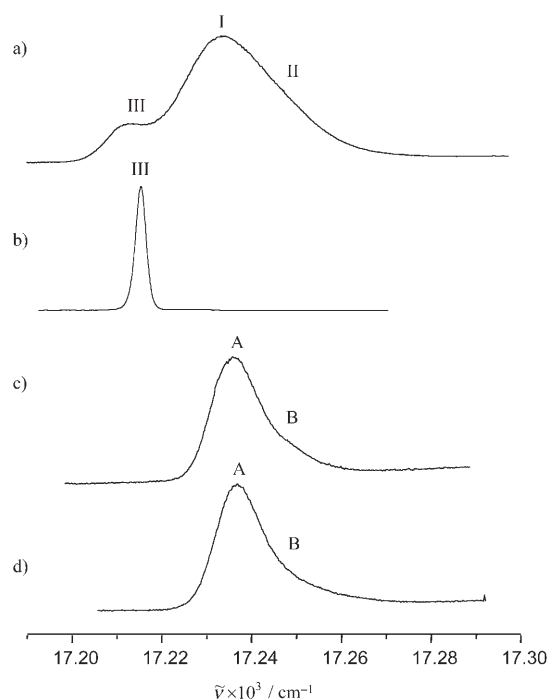 I
a)
II
III
III
b)
A
c)
B
A
B
d)
17.20 17.22 17.24 17.26 17.28 17.30
ν̃×10³ / cm⁻¹